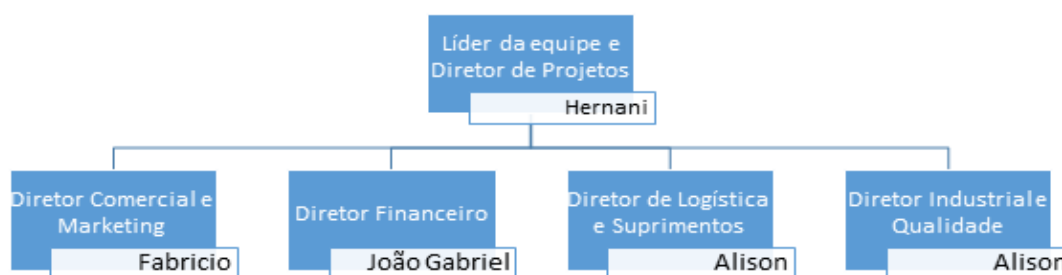 Líder da equipe e
Diretor de Projetos
Hernani
Diretor Comercial e
Marketing
Fabricio
Diretor Financeiro
João Gabriel
Diretor de Logística
e Suprimentos
Alison
Diretor Industrial e
Qualidade
Alison